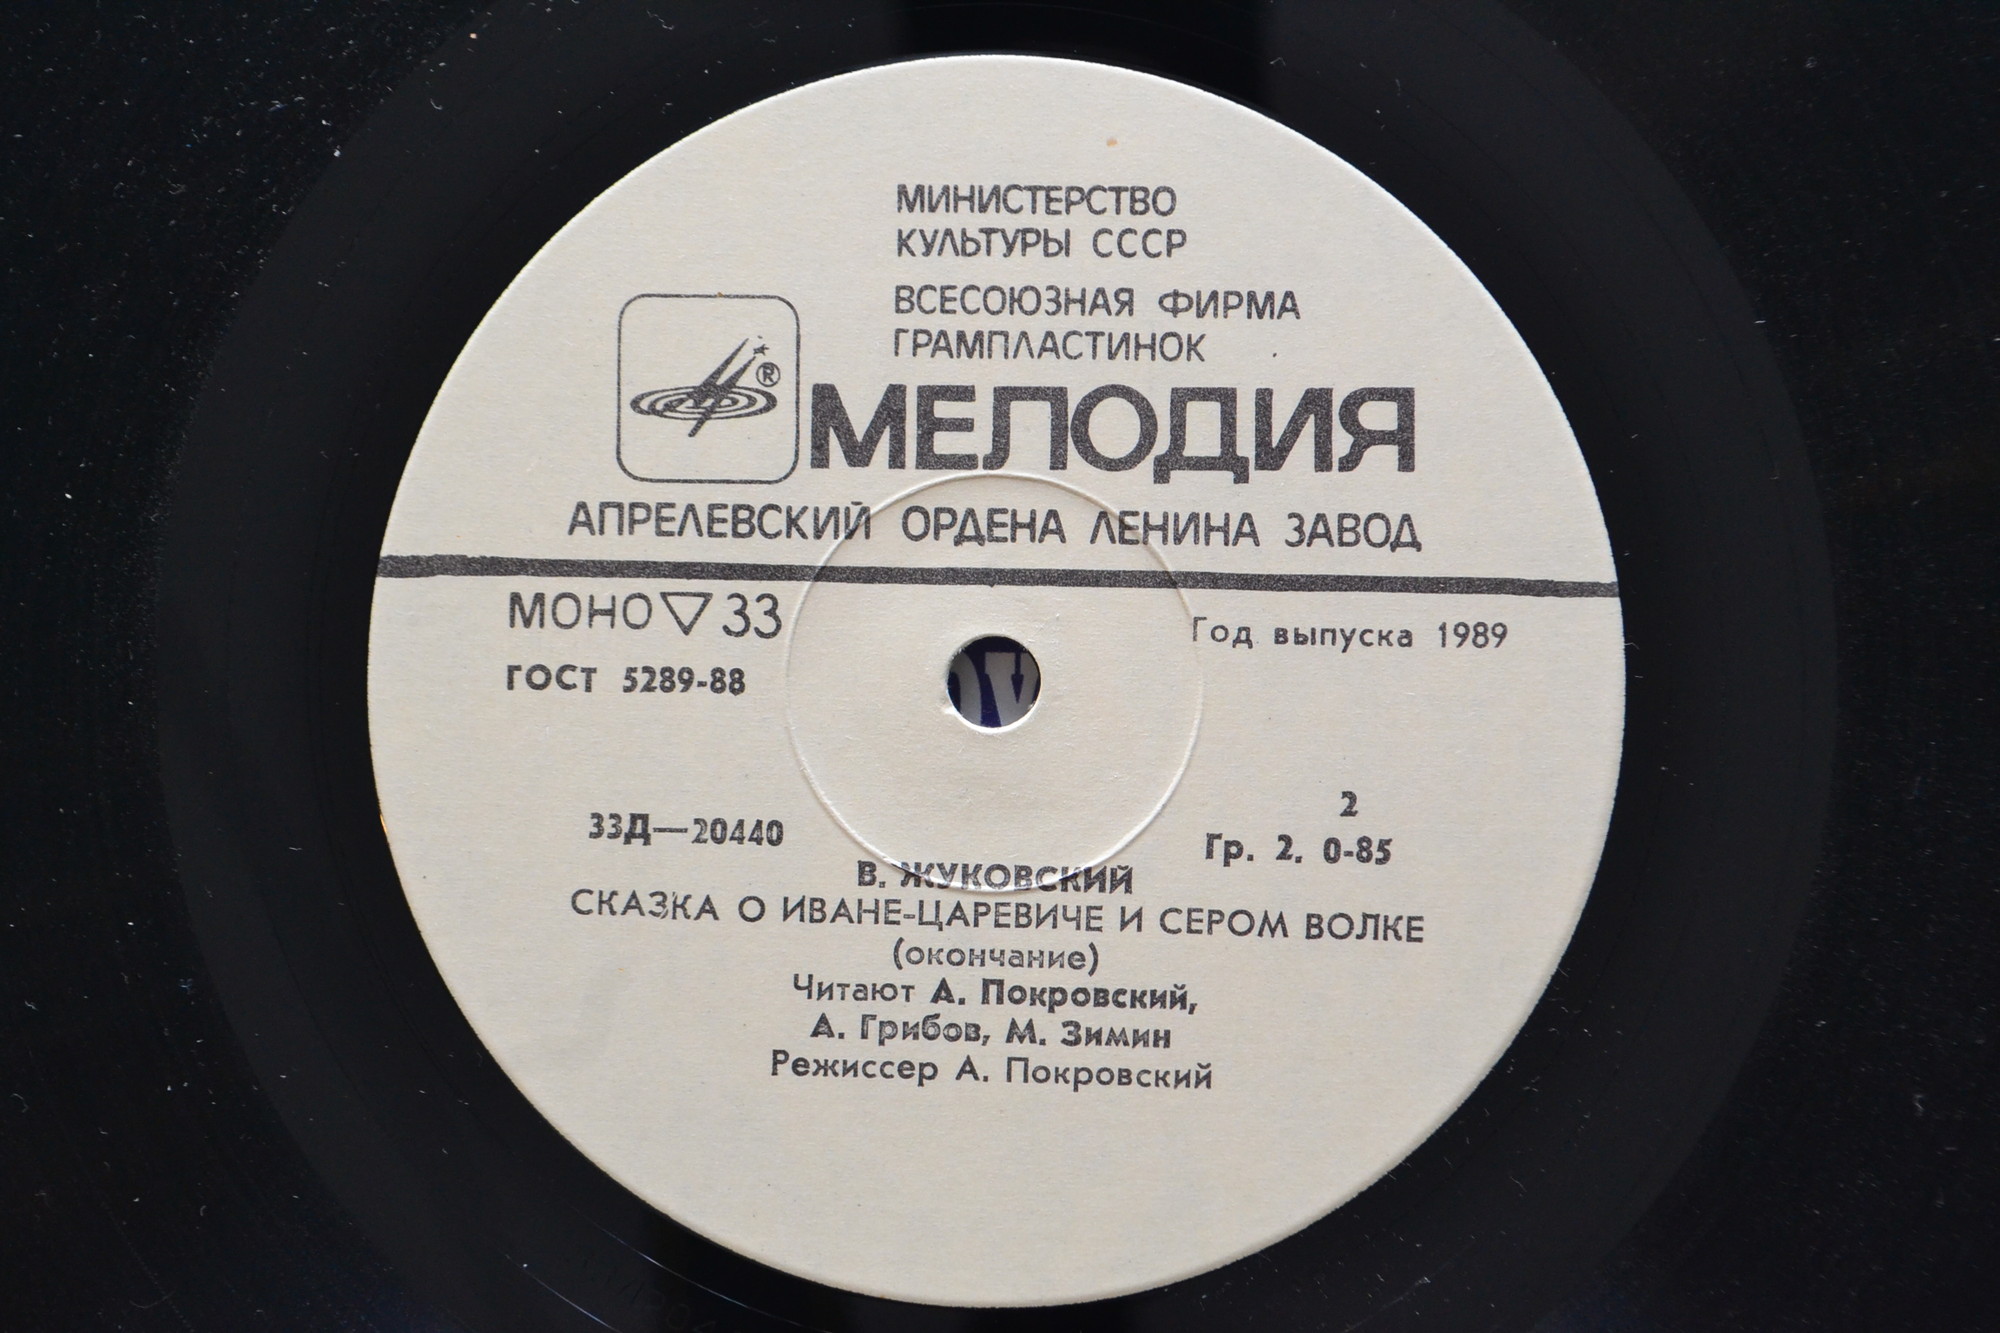 МИНИСТЕРСТВО
КУЛЬТУРЫ СССР
ВСЕСОЮЗНАЯ ФИРМА
ГРАМПЛАСТИНОК
®
МЕЛОДИЯ
АПРЕЛЕВСКИЙ ОРДЕНА ЛЕНИНА ЗАВОД
МОНО ▽ 33
Год выпуска 1989
ГОСТ 5289-88
2
33Д—20440
Гр. 2. 0-85
В. ЖУКОВСКИЙ
СКАЗКА О ИВАНЕ-ЦАРЕВИЧЕ И СЕРОМ ВОЛКЕ
(окончание)
Читают А. Покровский,
А. Грибов, М. Зимин
Режиссер А. Покровский